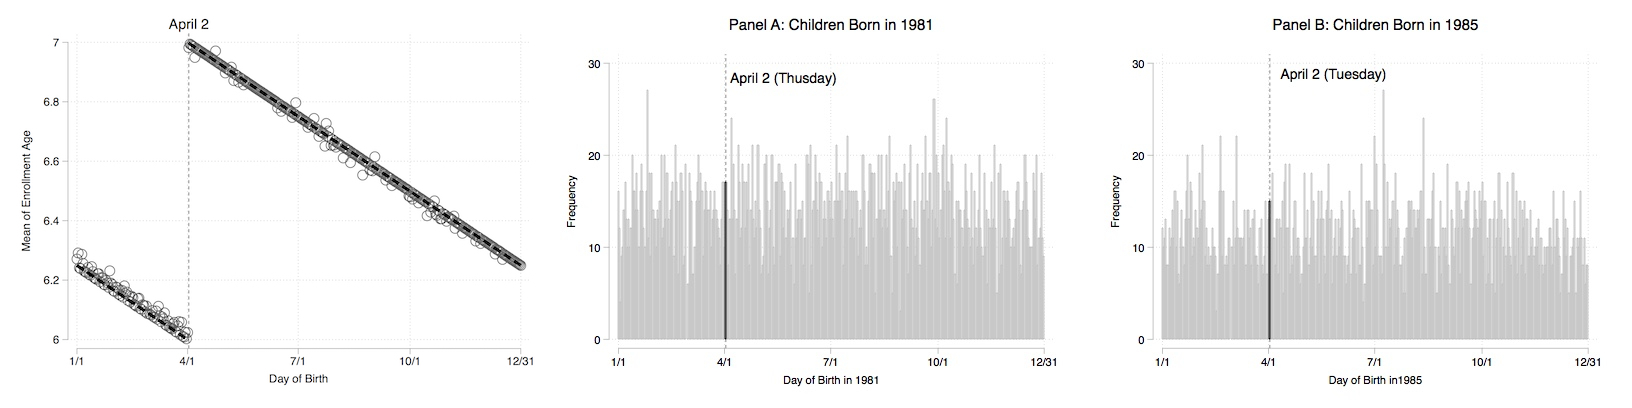 April 2
7
6.8
6.6
6.4
6.2
6
Mean of Enrollment Age
1/1 4/1 7/1 10/1 12/31
Day of Birth
Panel A: Children Born in 1981
April 2 (Thusday)
30
20
10
0
Frequency
1/1 4/1 7/1 10/1 12/31
Day of Birth in 1981
Panel B: Children Born in 1985
April 2 (Tuesday)
30
20
10
0
Frequency
1/1 4/1 7/1 10/1 12/31
Day of Birth in1985